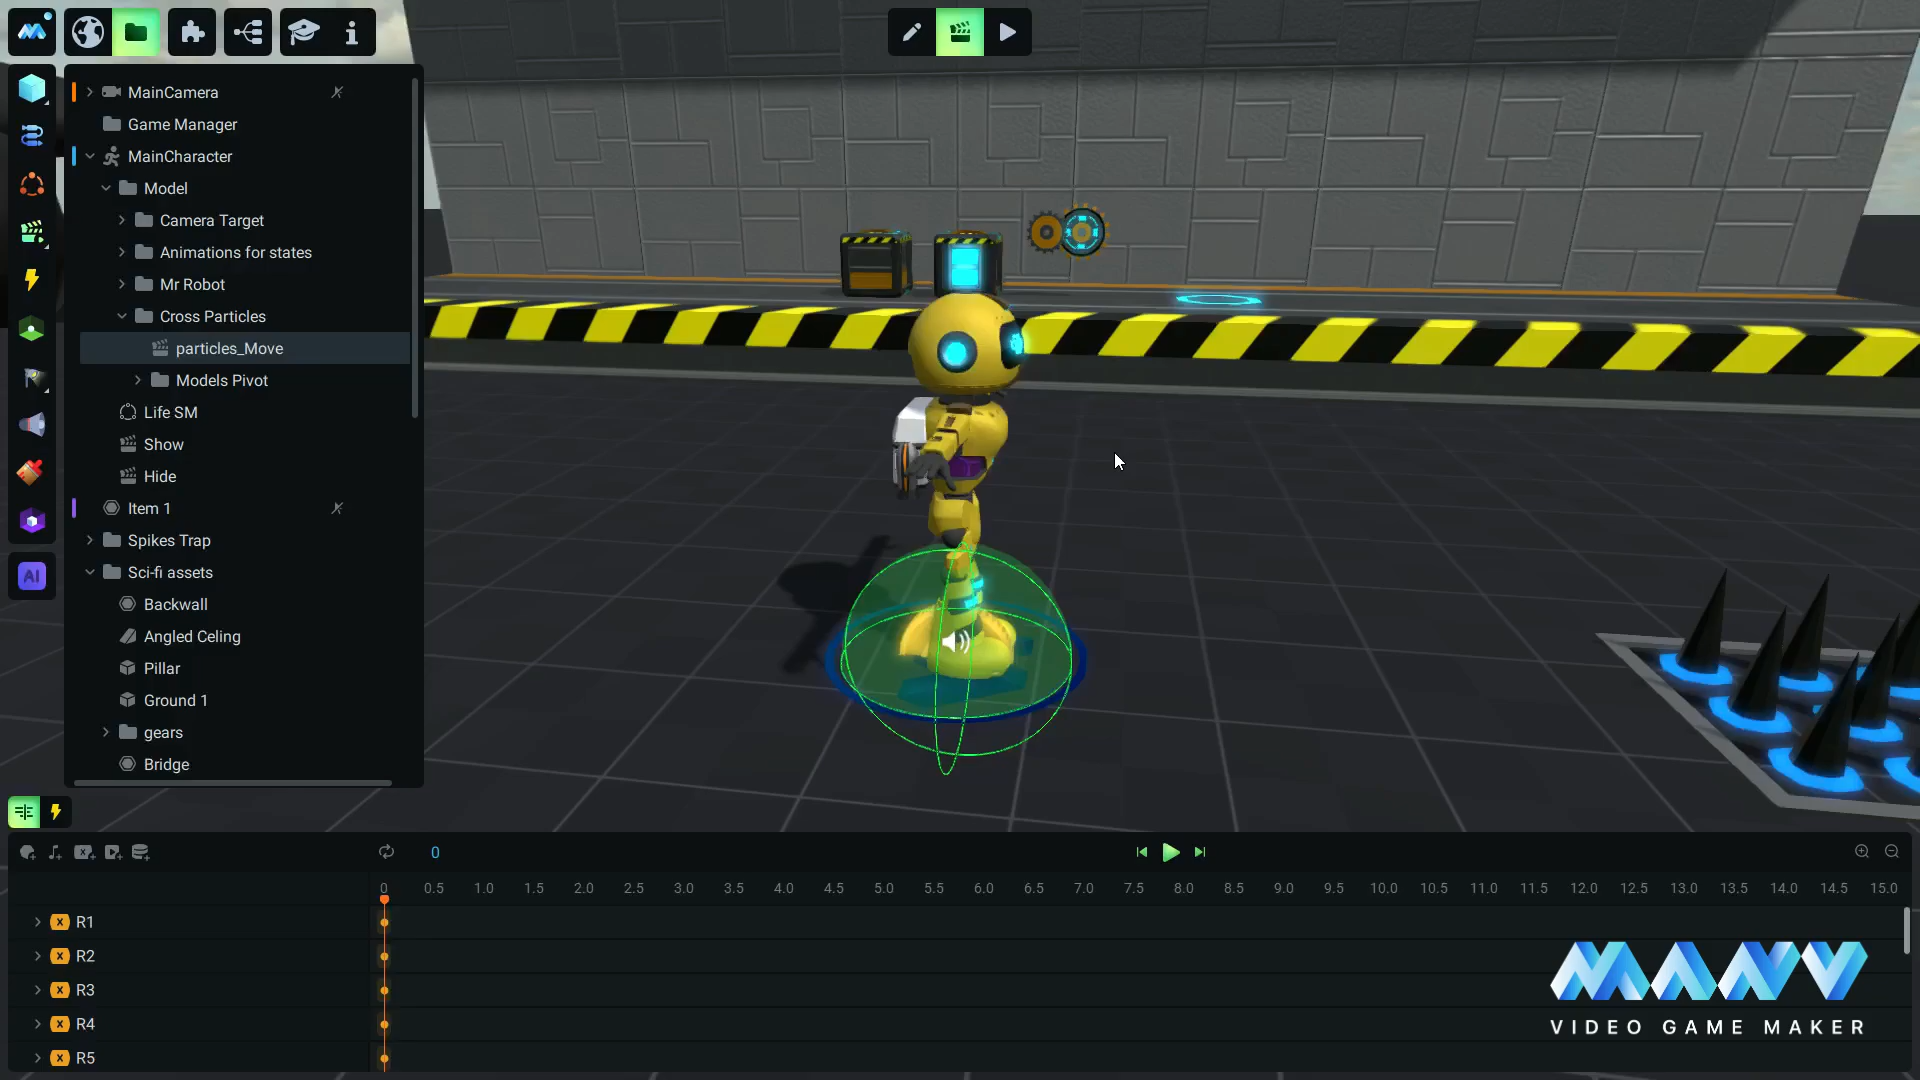 MainCamera
Game Manager
MainCharacter
Model
Camera Target
Animations for states
Mr Robot
Cross Particles
particles_Move
Models Pivot
Life SM
Show
Hide
Item 1
Spikes Trap
Sci-fi assets
Backwall
Angled Celing
Pillar
Ground 1
gears
Bridge
AI
0
0 0.5 1.0 1.5 2.0 2.5 3.0 3.5 4.0 4.5 5.0 5.5 6.0 6.5 7.0 7.5 8.0 8.5 9.0 9.5 10.0 10.5 11.0 11.5 12.0 12.5 13.0 13.5 14.0 14.5 15.0
x R1
x R2
x R3
x R4
x R5
MANV
VIDEO GAME MAKER